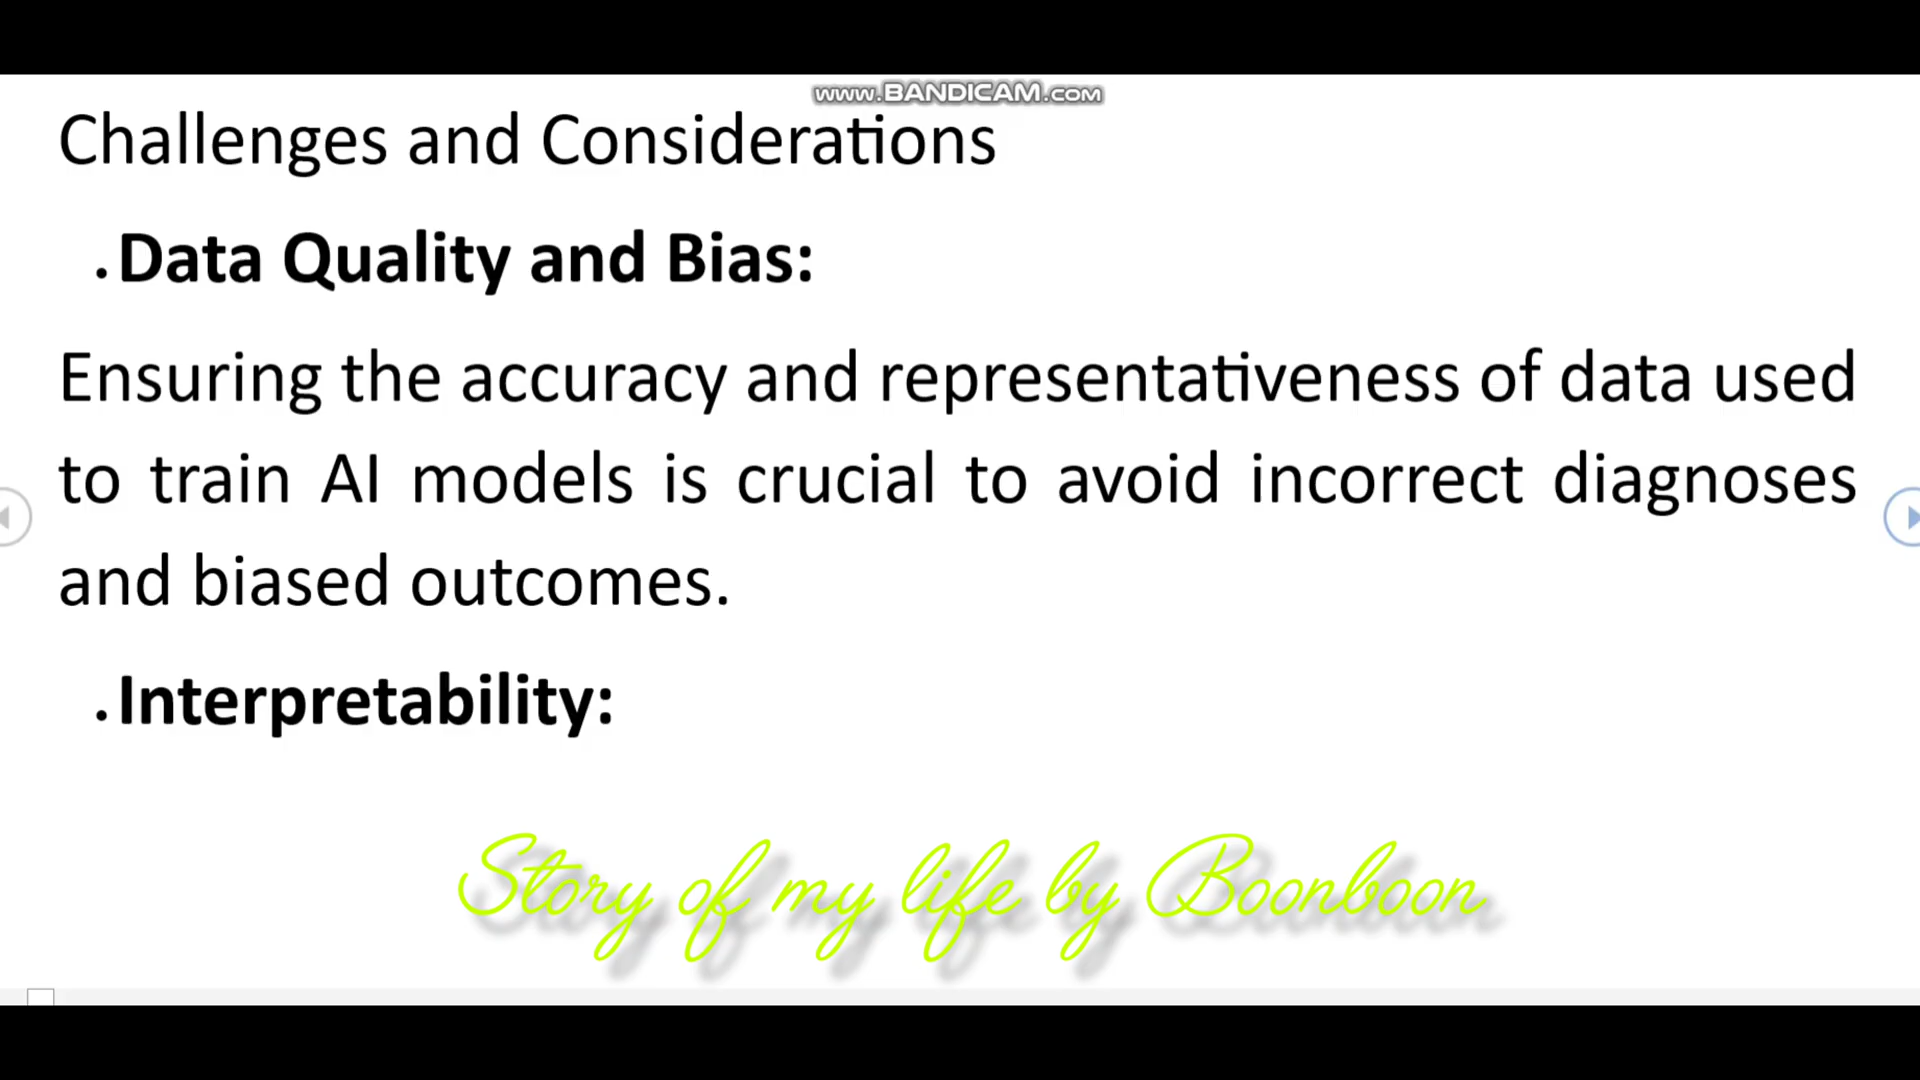 www.BANDICAM.com
Challenges and Considerations
• Data Quality and Bias:
Ensuring the accuracy and representativeness of data used
to train AI models is crucial to avoid incorrect diagnoses
and biased outcomes.
• Interpretability:
Story of my life by Boonboon